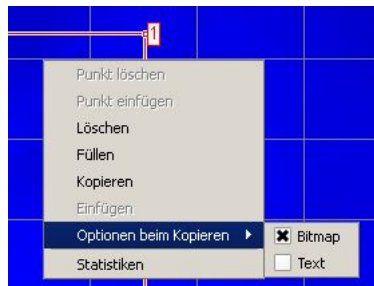 1
Punkt löschen
Punkt einfügen
Löschen
Füllen
Kopieren
Einfügen
Optionen beim Kopieren
Bitmap
Text
Statistiken